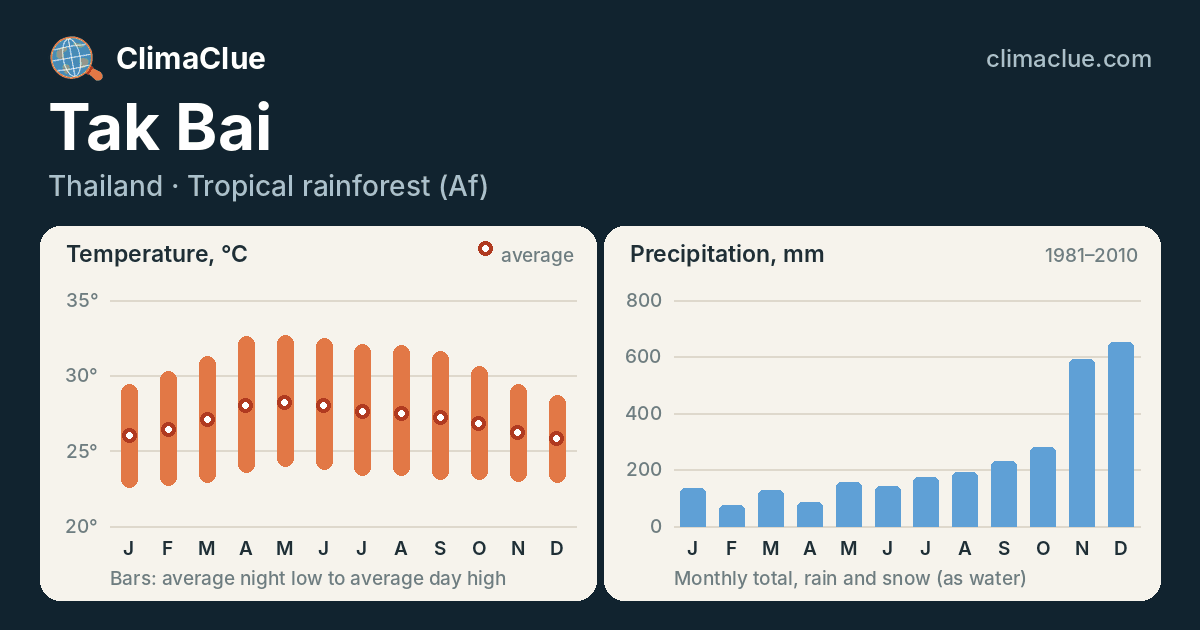 ClimaClue
climaclue.com
Tak Bai
Thailand · Tropical rainforest (Af)
Temperature, °C
average
35°
30°
25°
20°
J F M A M J J A S O N D
Bars: average night low to average day high
Precipitation, mm
1981–2010
800
600
400
200
0
J F M A M J J A S O N D
Monthly total, rain and snow (as water)